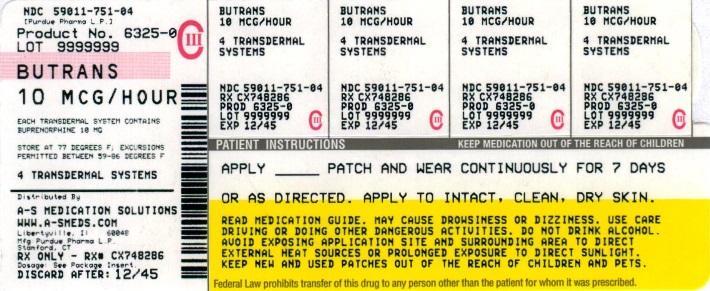 NDC 59011-751-04
[Purdue Pharma L.P.]
Product No. 6325-0
LOT 9999999
CIII
BUTRANS
10 MCG/HOUR
EACH TRANSDERMAL SYSTEM CONTAINS
BUPRENORPHINE 10 MG
STORE AT 77 DEGREES F, EXCURSIONS
PERMITTED BETWEEN 59-86 DEGREES F
4 TRANSDERMAL SYSTEMS
Distributed By
A-S MEDICATION SOLUTIONS
WWW.A-SMEDS.COM
Libertyville, Il 60048
Mfg Purdue Pharma L.P.
Stamford, CT
RX ONLY - RX# CX748286
Dosage: See Package Insert.
DISCARD AFTER: 12/45
BUTRANS
10 MCG/HOUR
4 TRANSDERMAL
SYSTEMS
NDC 59011-751-04
RX CX748286
PROD 6325-0
LOT 9999999
EXP 12/45
CIII
BUTRANS
10 MCG/HOUR
4 TRANSDERMAL
SYSTEMS
NDC 59011-751-04
RX CX748286
PROD 6325-0
LOT 9999999
EXP 12/45
CIII
BUTRANS
10 MCG/HOUR
4 TRANSDERMAL
SYSTEMS
NDC 59011-751-04
RX CX748286
PROD 6325-0
LOT 9999999
EXP 12/45
CIII
BUTRANS
10 MCG/HOUR
4 TRANSDERMAL
SYSTEMS
NDC 59011-751-04
RX CX748286
PROD 6325-0
LOT 9999999
EXP 12/45
CIII
PATIENT INSTRUCTIONS KEEP MEDICATION OUT OF THE REACH OF CHILDREN
APPLY ____ PATCH AND WEAR CONTINUOUSLY FOR 7 DAYS
OR AS DIRECTED. APPLY TO INTACT, CLEAN, DRY SKIN.
READ MEDICATION GUIDE. MAY CAUSE DROWSINESS OR DIZZINESS. USE CARE
DRIVING OR DOING OTHER DANGEROUS ACTIVITIES. DO NOT DRINK ALCOHOL.
AVOID EXPOSING APPLICATION SITE AND SURROUNDING AREA TO DIRECT
EXTERNAL HEAT SOURCES OR PROLONGED EXPOSURE TO DIRECT SUNLIGHT.
KEEP NEW AND USED PATCHES OUT OF THE REACH OF CHILDREN AND PETS.
Federal Law prohibits transfer of this drug to any person other than the patient for whom it was prescribed.